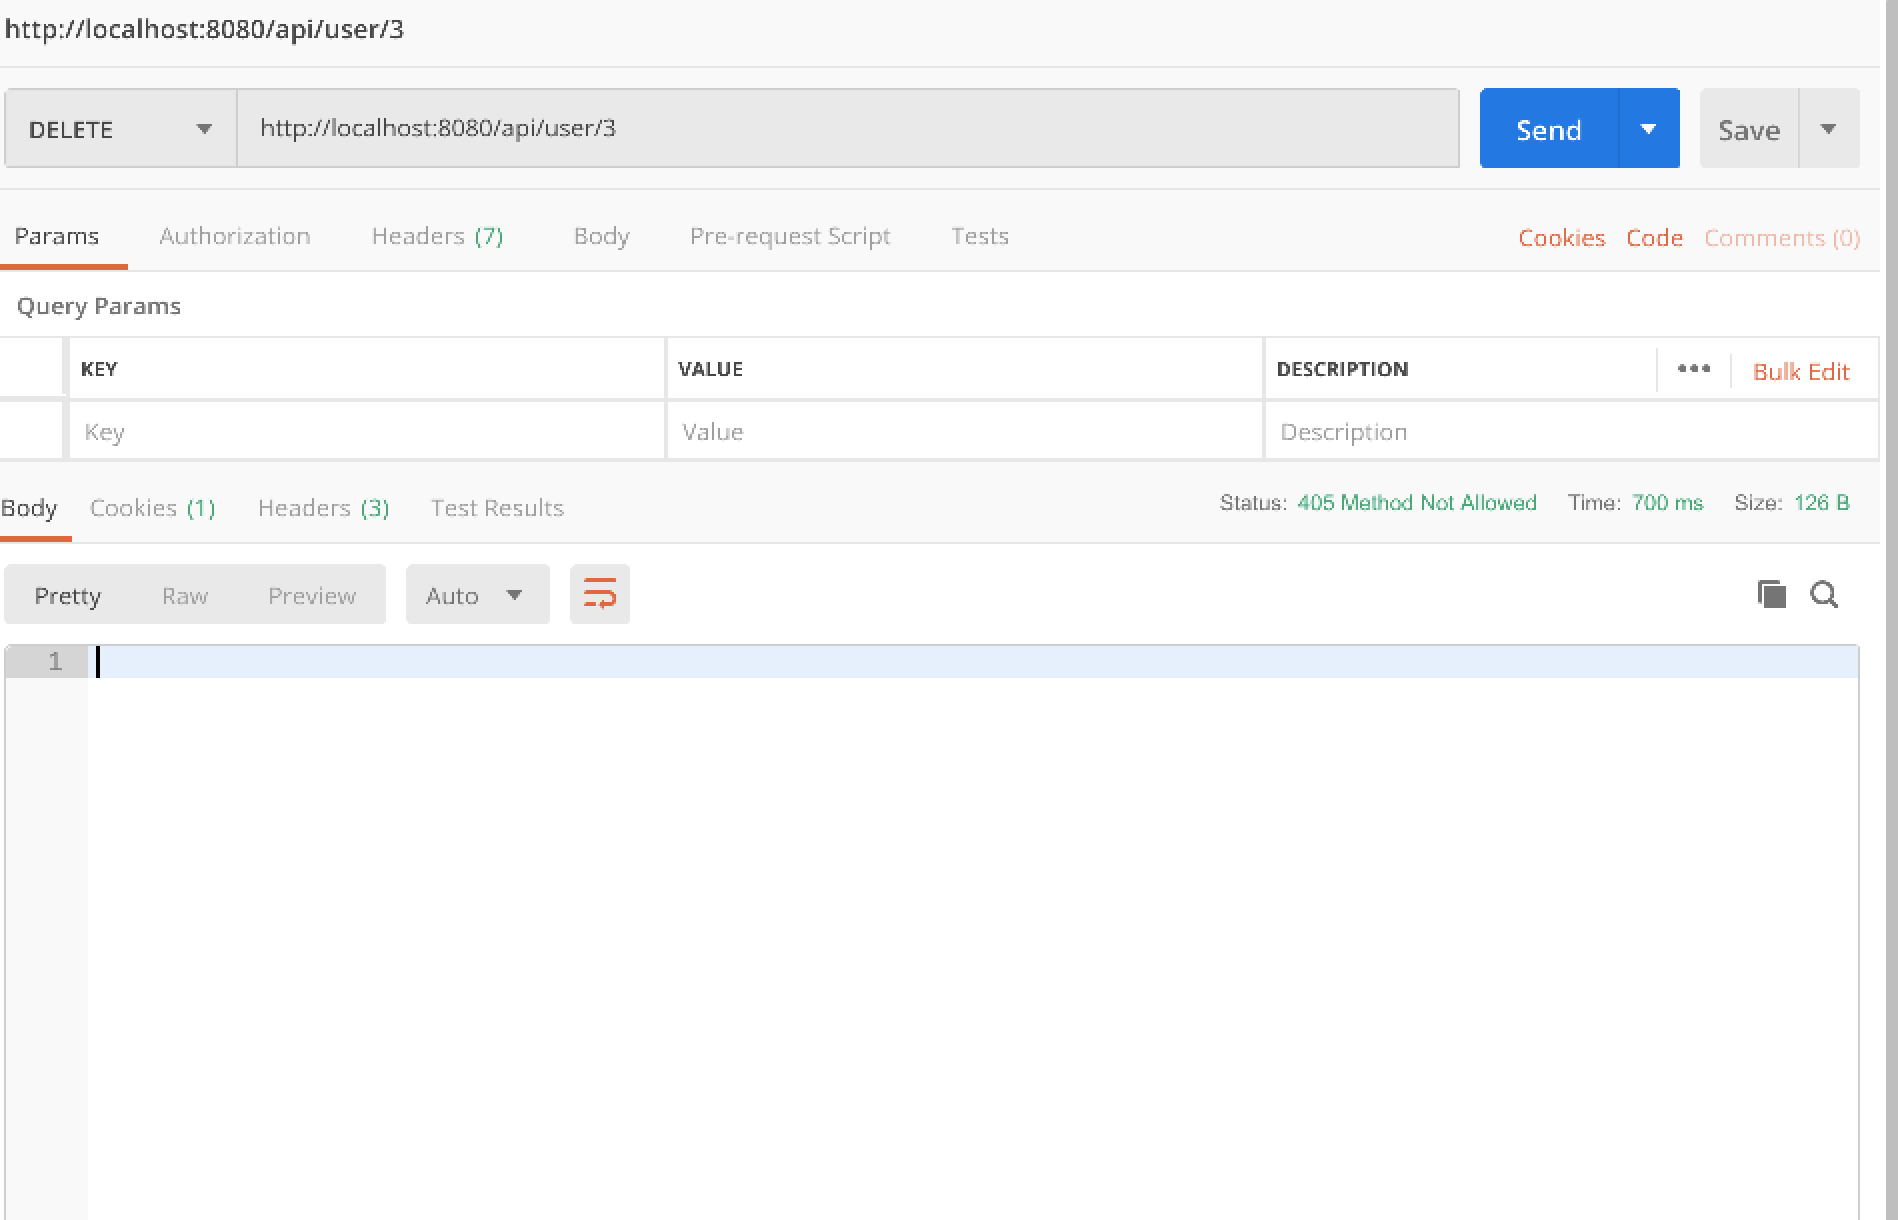 http://localhost:8080/api/user/3
DELETE http://localhost:8080/api/user/3 Send Save
Params Authorization Headers (7) Body Pre-request Script Tests Cookies Code Comments (0)
Query Params
KEY VALUE DESCRIPTION ••• Bulk Edit
Key Value Description
Body Cookies (1) Headers (3) Test Results Status: 405 Method Not Allowed Time: 700 ms Size: 126 B
Pretty Raw Preview Auto
1